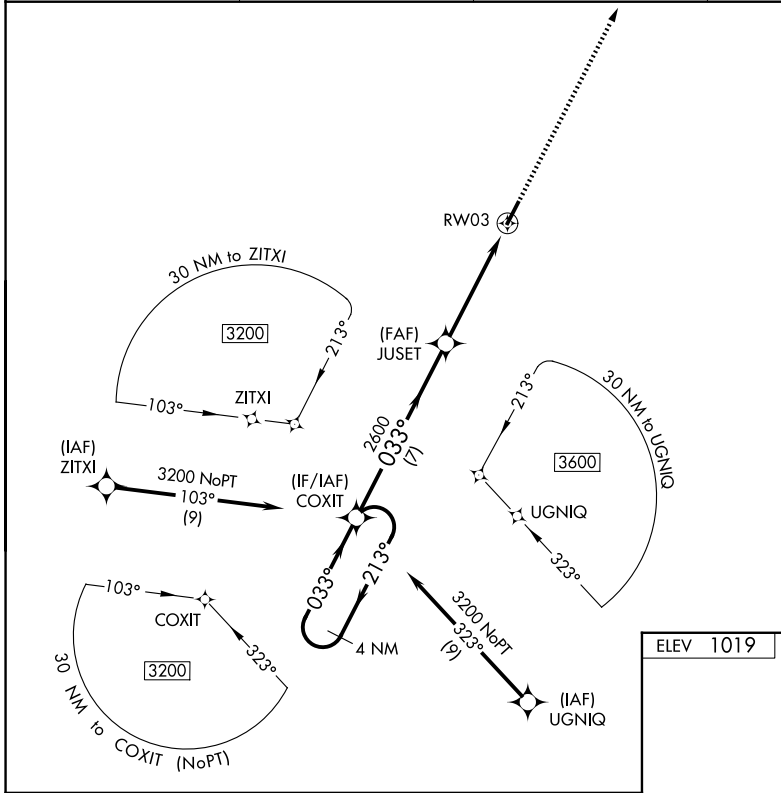 RW03
30 NM to ZITXI
3200
213°
ZITXI
103°
(FAF)
JUSET
213°
30 NM to UGNIQ
3600
UGNIQ
323°
2600
033°
(7)
(IAF)
ZITXI
3200 NoPT
103°
(9)
(IF/IAF)
COXIT
033°
213°
4 NM
103°
COXIT
323°
3200
30 NM to COXIT (NoPT)
3200 NoPT
323°
(9)
(IAF)
UGNIQ
ELEV 1019